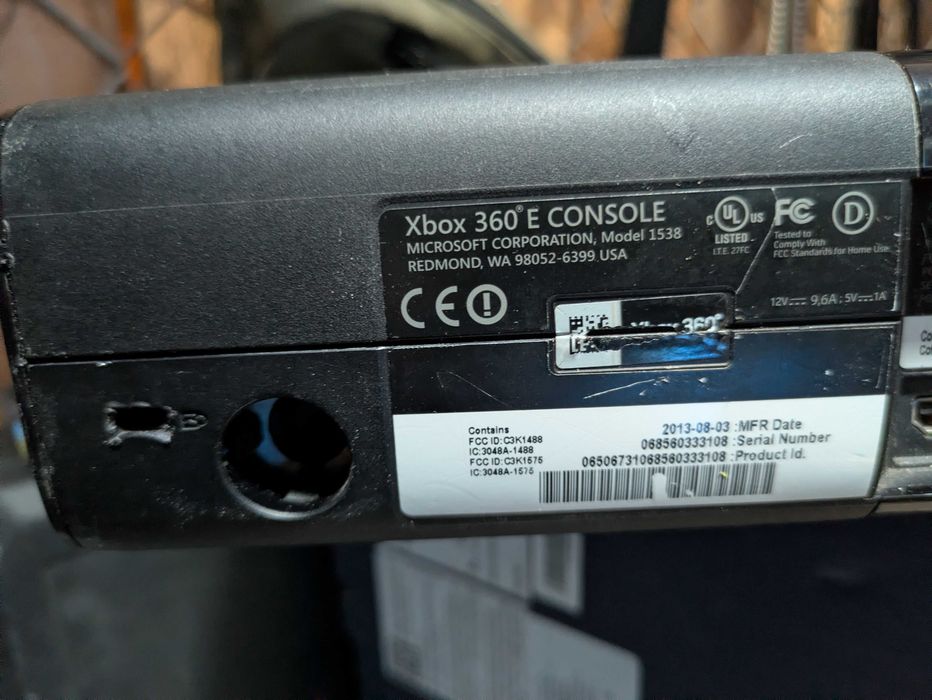 Xbox 360® E CONSOLE
MICROSOFT CORPORATION, Model 1538
REDMOND, WA 98052-6399 USA
CE
c UL US
LISTED
I.T.E. 27FC
FC
Tested to
Comply With
FCC Standards for Home Use
D
12V⎓ 9,6A ; 5V⎓1A
360
Contains
FCC ID:C3K1488
IC:3048A-1488
FCC ID:C3K1575
IC:3048A-1575
2013-08-03 :MFR Date
068560333108 :Serial Number
06506731068560333108 :Product Id.